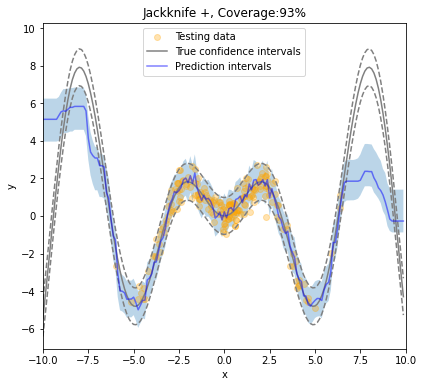 Jackknife +, Coverage:93%
Testing data
True confidence intervals
Prediction intervals
y
10
8
6
4
2
0
−2
−4
−6
−10.0 −7.5 −5.0 −2.5 0.0 2.5 5.0 7.5 10.0
x